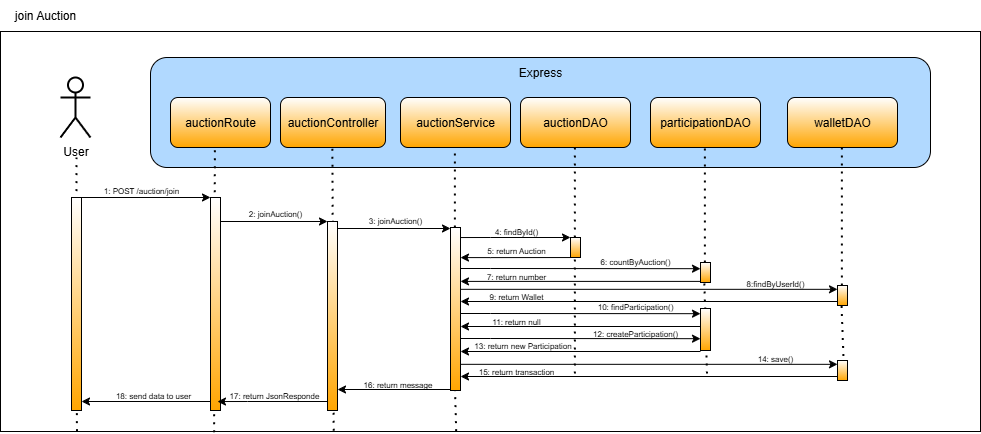 join Auction
Express
auctionRoute
auctionController
auctionService
auctionDAO
participationDAO
walletDAO
User
1: POST /auction/join
2: joinAuction()
3: joinAuction()
4: findById()
5: return Auction
6: countByAuction()
7: return number
8:findByUserId()
9: return Wallet
10: findParticipation()
11: return null
12: createParticipation()
13: return new Participation
14: save()
15: return transaction
16: return message
17: return JsonResponde
18: send data to user